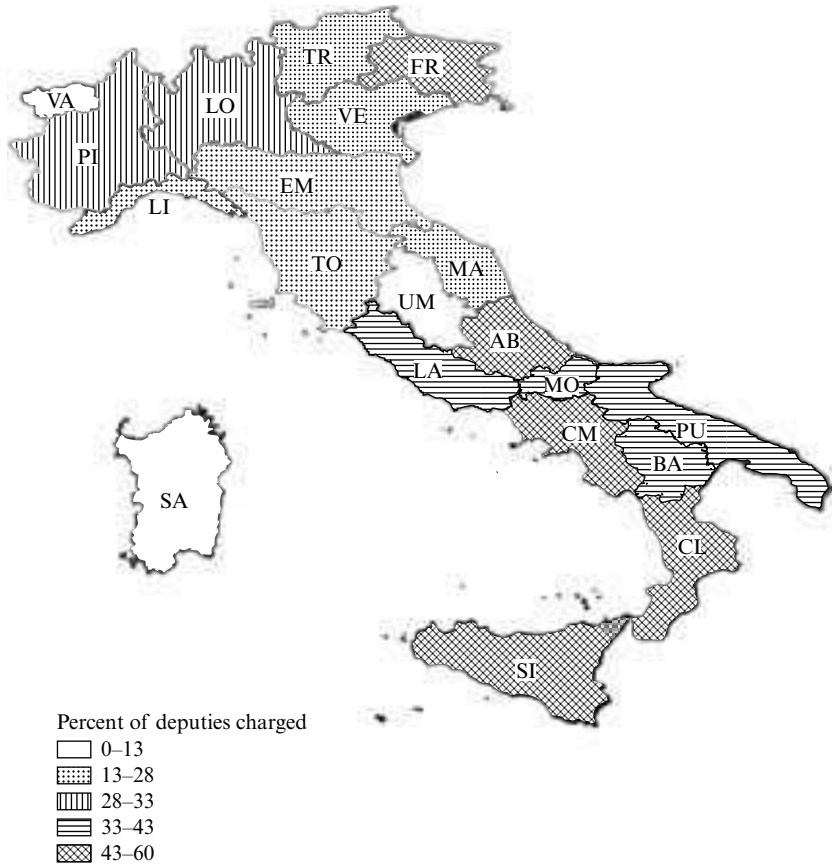 TR
FR
VA
LO
VE
PI
EM
LI
TO
MA
UM
AB
LA
MO
CM
PU
BA
SA
CL
SI
Percent of deputies charged
0–13
13–28
28–33
33–43
43–60